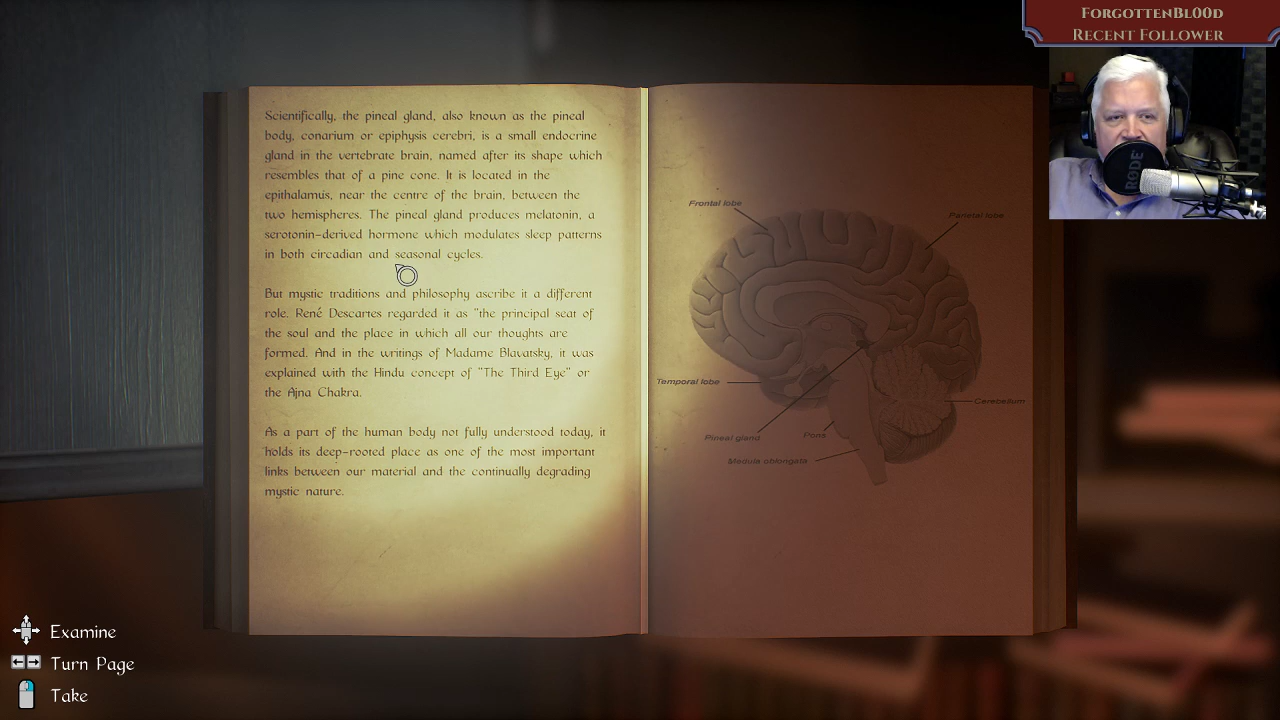 ForgottenBl00d
Recent Follower
Scientifically, the pineal gland, also known as the pineal
body, conarium or epiphysis cerebri, is a small endocrine
gland in the vertebrate brain, named after its shape which
resembles that of a pine cone. It is located in the
epithalamus, near the centre of the brain, between the
two hemispheres. The pineal gland produces melatonin, a
serotonin-derived hormone which modulates sleep patterns
in both circadian and seasonal cycles.
But mystic traditions and philosophy ascribe it a different
role. René Descartes regarded it as "the principal seat of
the soul and the place in which all our thoughts are
formed. And in the writings of Madame Blavatsky, it was
explained with the Hindu concept of "The Third Eye" or
the Ajna Chakra.
As a part of the human body not fully understood today, it
holds its deep-rooted place as one of the most important
links between our material and the continually degrading
mystic nature.
Frontal lobe
Parietal lobe
Temporal lobe
Cerebellum
Pineal gland
Pons
Medula oblongata
RØDE
Examine
Turn Page
Take